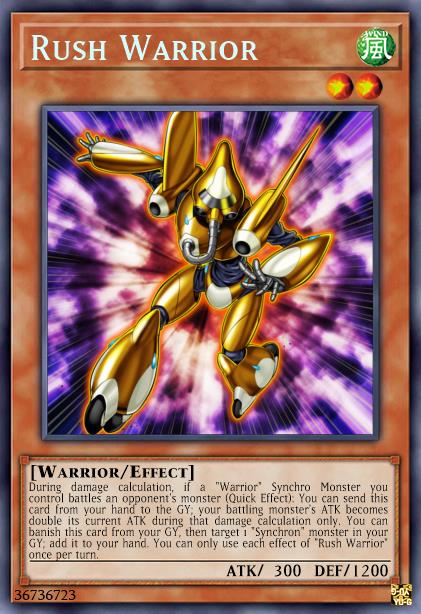 RUSH WARRIOR
WIND
風
[WARRIOR/EFFECT]
During damage calculation, if a "Warrior" Synchro Monster you
control battles an opponent's monster (Quick Effect): You can send this
card from your hand to the GY; your battling monster's ATK becomes
double its current ATK during that damage calculation only. You can
banish this card from your GY, then target 1 "Synchron" monster in your
GY; add it to your hand. You can only use each effect of "Rush Warrior"
once per turn.
ATK/ 300 DEF/1200
36736723